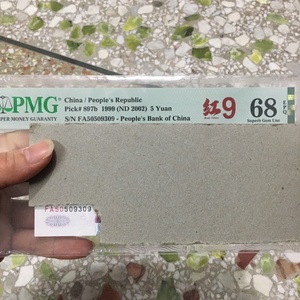 PMG
PAPER MONEY GUARANTY
China / People's Republic
Pick# 897b 1999 (ND 2002) 5 Yuan
S/N FA50509309 - People's Bank of China
红9
68 EPQ
Superb Gem Unc
FA50509309